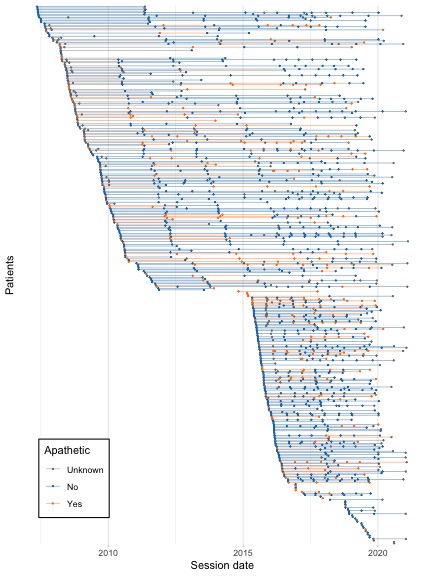 Patients
Apathetic
Unknown
No
Yes
2010
2015
2020
Session date